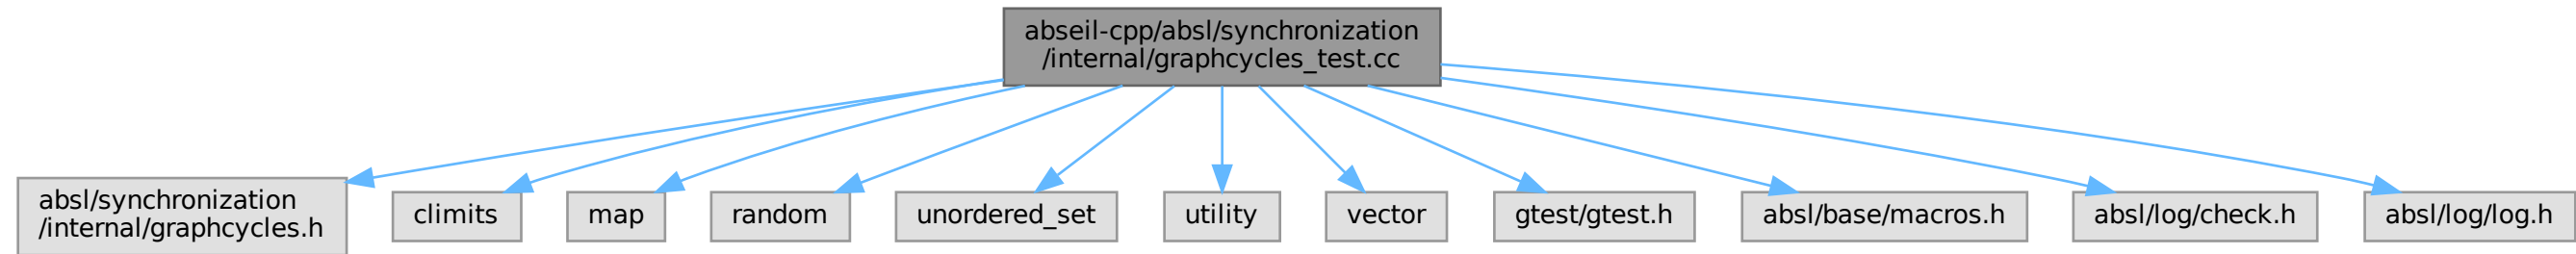 abseil-cpp/absl/synchronization
/internal/graphcycles_test.cc
absl/synchronization
/internal/graphcycles.h
climits
map
random
unordered_set
utility
vector
gtest/gtest.h
absl/base/macros.h
absl/log/check.h
absl/log/log.h